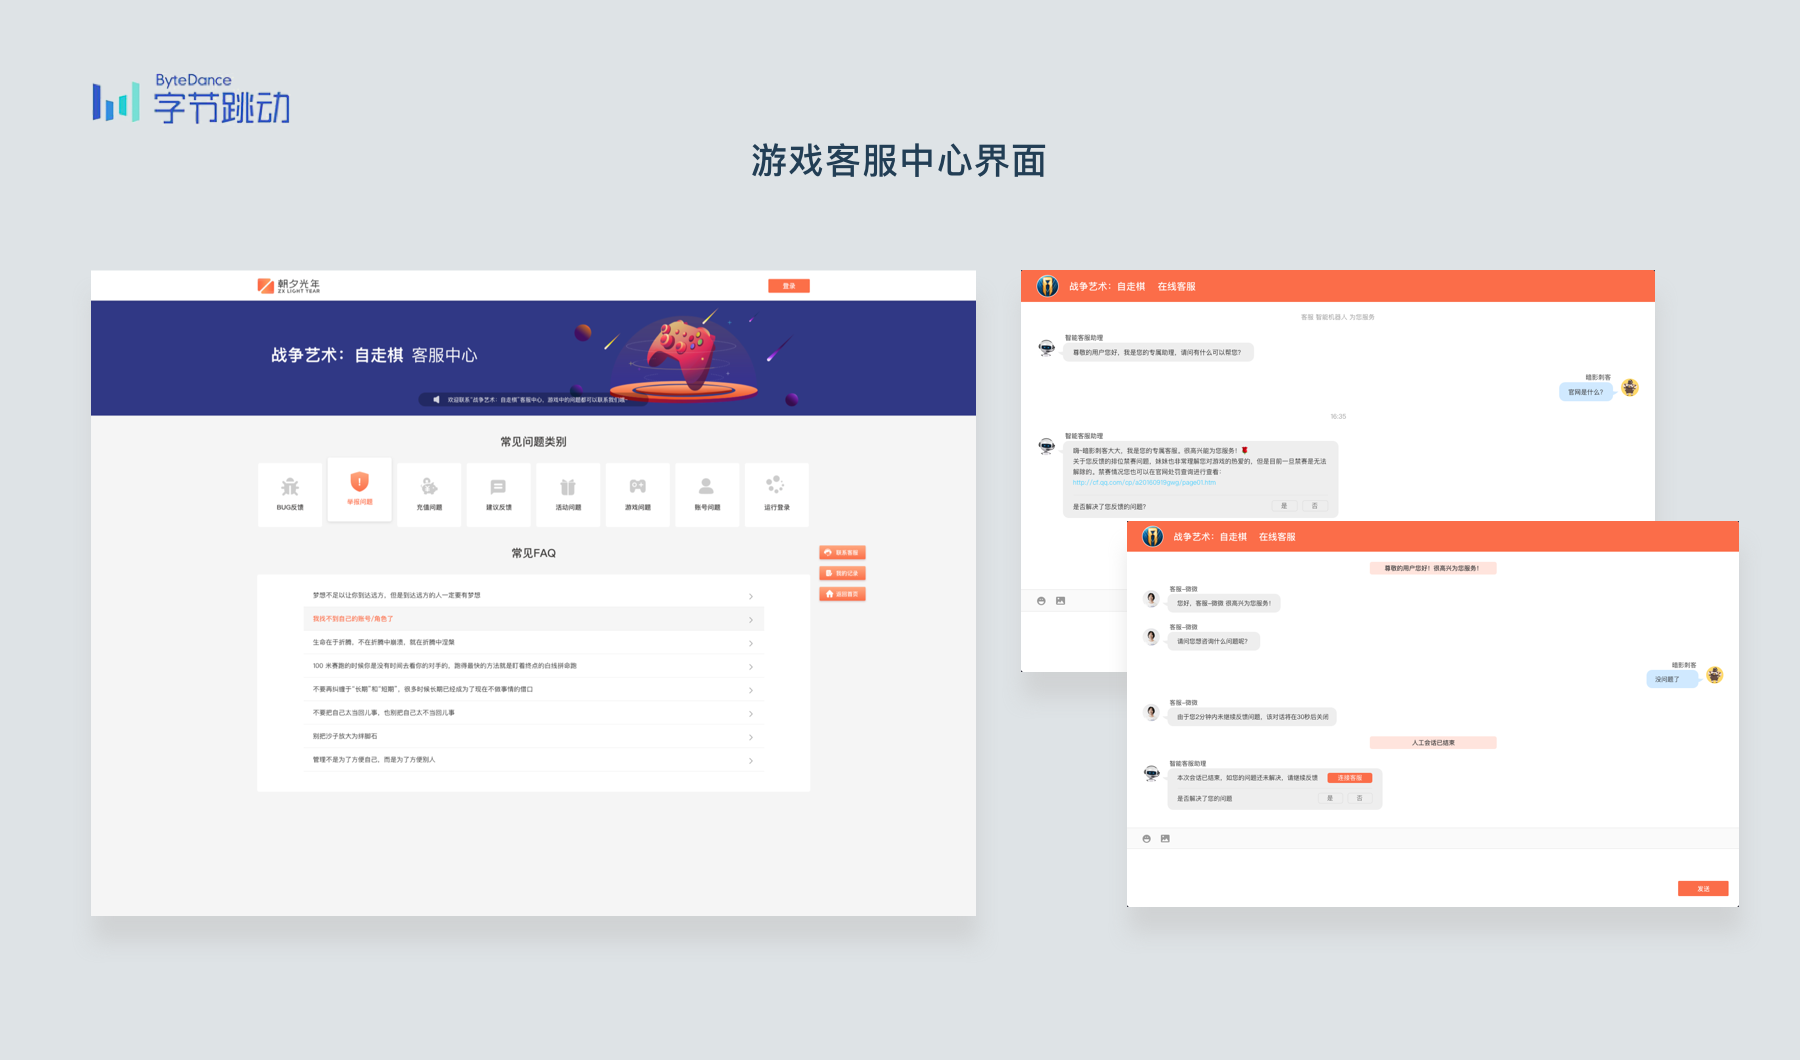 ByteDance
字节跳动
游戏客服中心界面
朝夕光年
ZX LIGHT YEAR
登录
战争艺术：自走棋 客服中心
欢迎联系“战争艺术：自走棋”客服中心，游戏中的问题都可以联系我们哦~
常见问题类别
BUG反馈
举报问题
充值问题
建议反馈
活动问题
游戏问题
账号问题
运行登录
常见FAQ
联系客服
我的记录
返回首页
梦想不足以让你到达远方，但是到达远方的人一定要有梦想
我找不到自己的账号/角色了
生命在于折腾，不在折腾中崩溃，就在折腾中涅槃
100 米赛跑的时候你是没有时间去看你的对手的，跑得最快的方法就是盯着终点的白线拼命跑
不要再纠缠于“长期”和“短期”，很多时候长期已经成为了现在不做事情的借口
不要把自己太当回儿事，也别把自己太不当回儿事
别把沙子放大为绊脚石
管理不是为了方便自己，而是为了方便别人
战争艺术：自走棋 在线客服
客服 智能机器人 为您服务
智能客服助理
尊敬的用户您好，我是您的专属助理，请问有什么可以帮您？
暗影刺客
官网是什么？
16:35
智能客服助理
嗨~暗影刺客大大，我是您的专属客服。很高兴能为您服务！
关于您反馈的排位禁赛问题，妹妹也非常理解您对游戏的热爱的，但是目前一旦禁赛是无法
解除的，禁赛情况您也可以在官网处罚查询进行查看：
http://cf.qq.com/cp/a20160919gwg/page01.htm
是否解决了您反馈的问题？
是
否
战争艺术：自走棋 在线客服
尊敬的用户您好！很高兴为您服务！
客服-微微
您好，客服-微微 很高兴为您服务！
客服-微微
请问您想咨询什么问题呢？
暗影刺客
没问题了
客服-微微
由于您2分钟内未继续反馈问题，该对话将在30秒后关闭
人工会话已结束
智能客服助理
本次会话已结束，如您的问题还未解决，请继续反馈
连接客服
是否解决了您的问题
是
否
发送